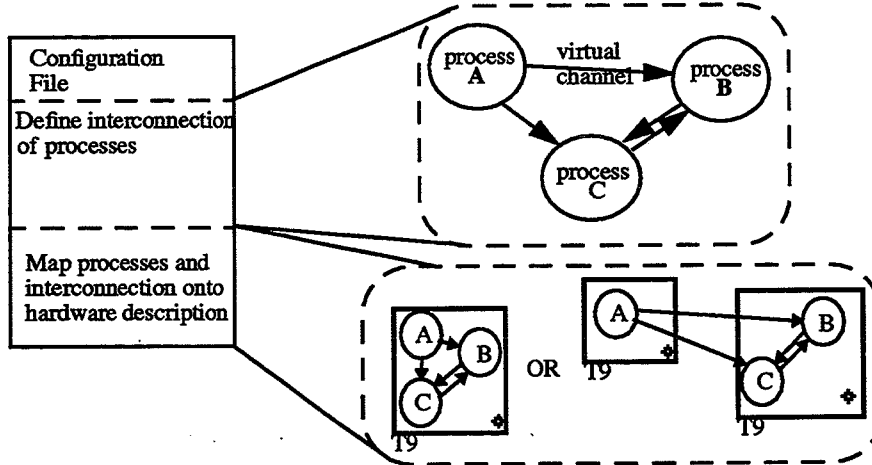 Configuration
File
Define interconnection
of processes
Map processes and
interconnection onto
hardware description
process
A
virtual
channel
process
B
process
C
A
B
C
T9
OR
A
T9
B
C
T9